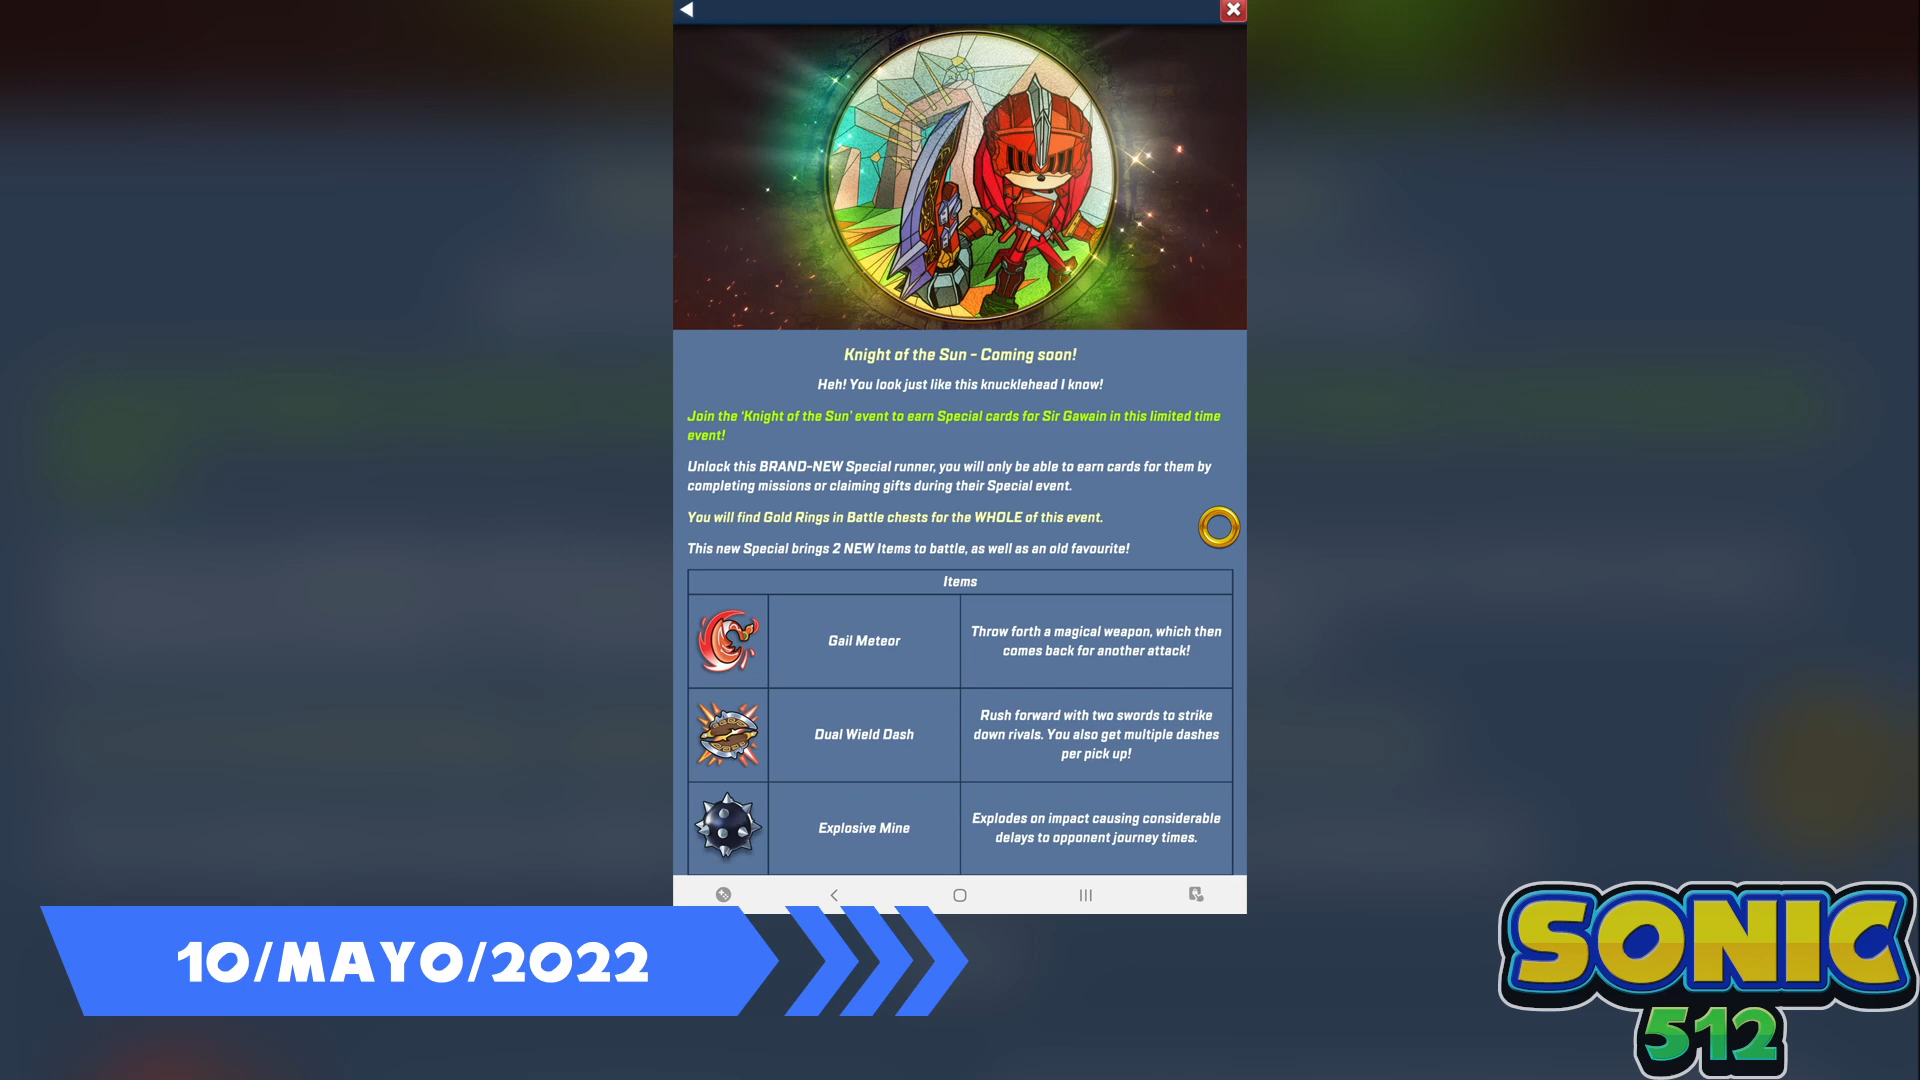 Knight of the Sun - Coming soon!
Heh! You look just like this knucklehead I know!
Join the 'Knight of the Sun' event to earn Special cards for Sir Gawain in this limited time
event!
Unlock this BRAND-NEW Special runner, you will only be able to earn cards for them by
completing missions or claiming gifts during their Special event.
You will find Gold Rings in Battle chests for the WHOLE of this event.
This new Special brings 2 NEW Items to battle, as well as an old favourite!
Items
Gail Meteor
Throw forth a magical weapon, which then
comes back for another attack!
Dual Wield Dash
Rush forward with two swords to strike
down rivals. You also get multiple dashes
per pick up!
Explosive Mine
Explodes on impact causing considerable
delays to opponent journey times.
10/MAYO/2022
SONIC
512